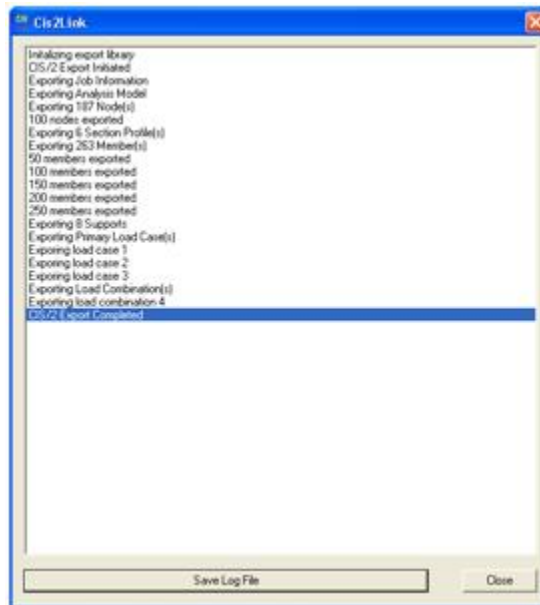 Cis2Link
Initializing export library
CIS/2 Export Initiated
Exporting Job Information
Exporting Analysis Model
Exporting 187 Node(s)
100 nodes exported
Exporting 6 Section Profile(s)
Exporting 263 Member(s)
50 members exported
100 members exported
150 members exported
200 members exported
250 members exported
Exporting 8 Supports
Exporting Primary Load Case(s)
Exporing load case 1
Exporing load case 2
Exporing load case 3
Exporting Load Combination(s)
Exporting load combination 4
CIS/2 Export Completed
Save Log File
Close